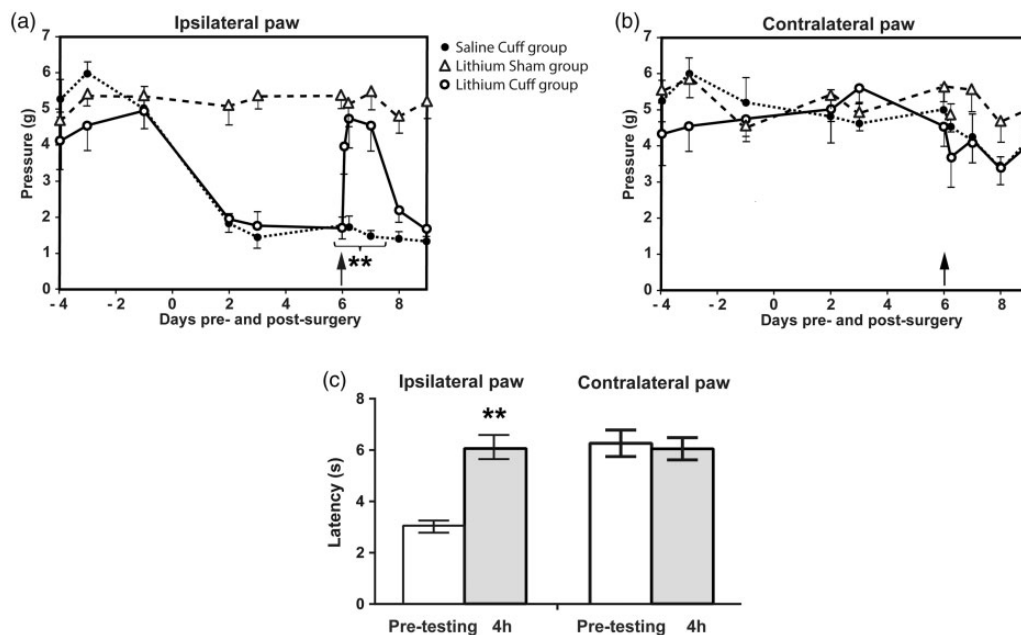 (a)
Ipsilateral paw
7
6
5
4
3
2
1
0
Pressure (g)
- 4
- 2
0
2
4
6
8
Days pre- and post-surgery
**
Saline Cuff group
Lithium Sham group
Lithium Cuff group
(b)
Contralateral paw
7
6
5
4
3
2
1
0
Pressure (g)
- 4
- 2
0
2
4
6
8
Days pre- and post-surgery
(c)
Ipsilateral paw
Contralateral paw
8
6
4
2
0
Latency (s)
**
Pre-testing 4h
Pre-testing 4h